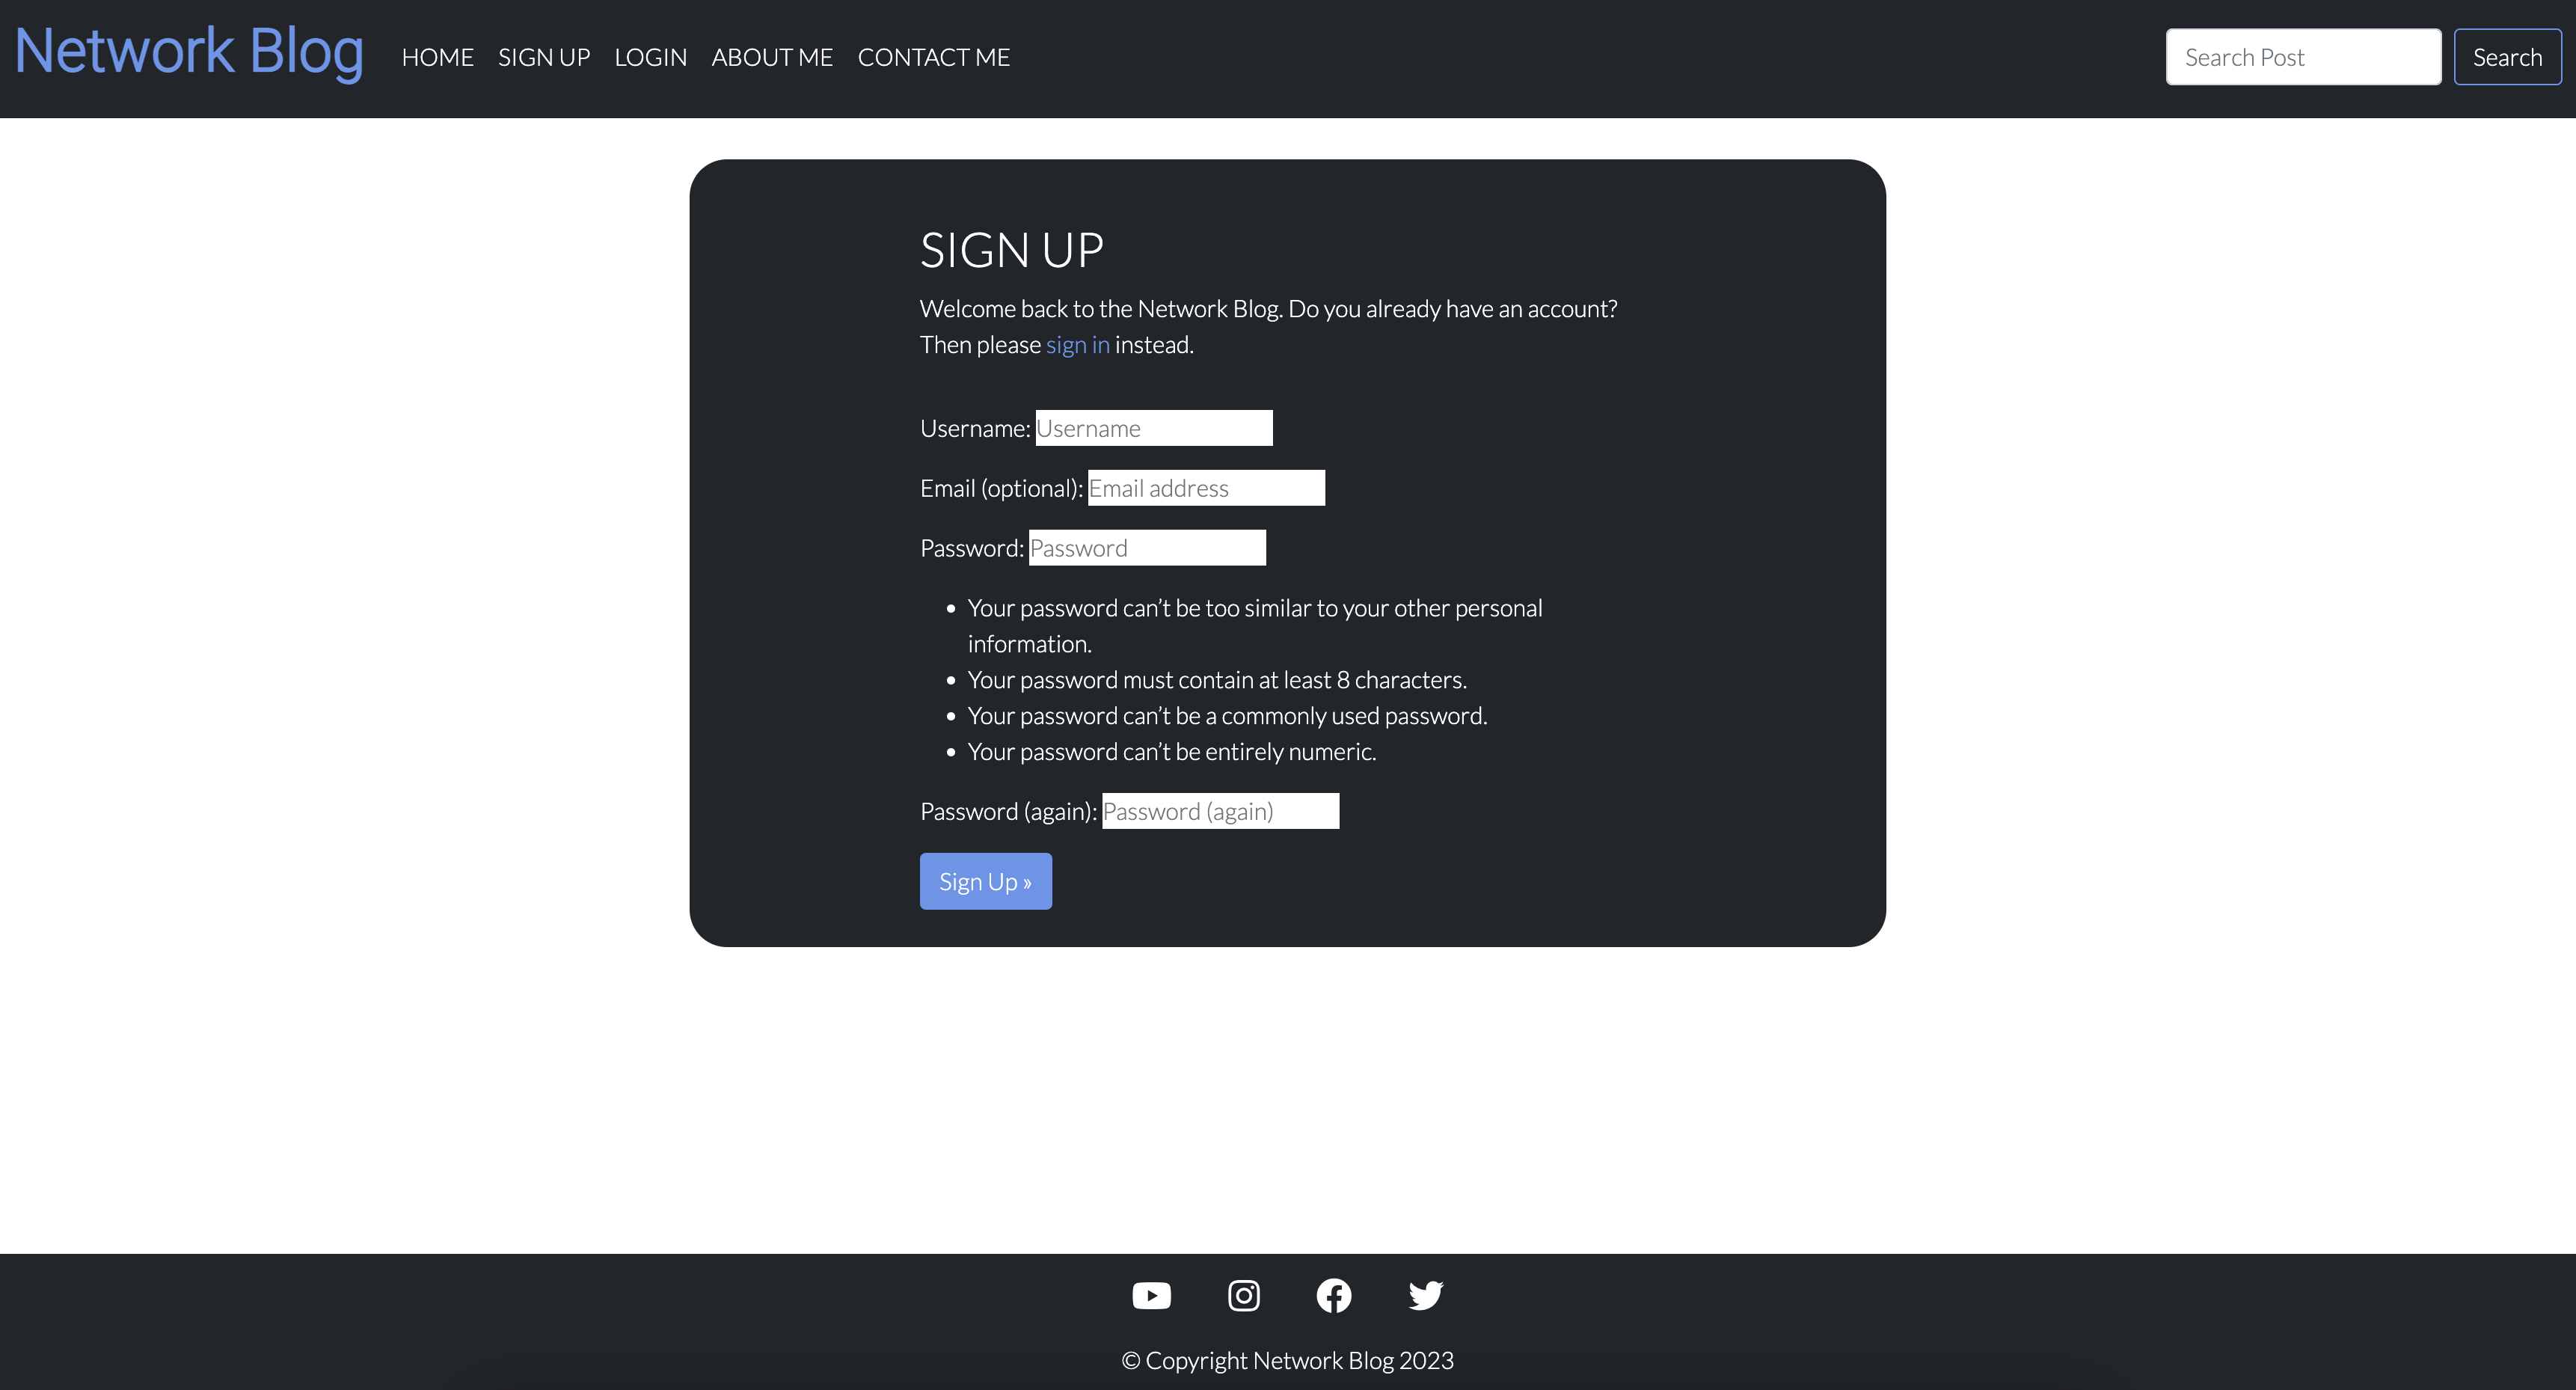 Network Blog HOME SIGN UP LOGIN ABOUT ME CONTACT ME Search Post Search
SIGN UP
Welcome back to the Network Blog. Do you already have an account?
Then please sign in instead.
Username: Username
Email (optional): Email address
Password: Password
• Your password can’t be too similar to your other personal
information.
• Your password must contain at least 8 characters.
• Your password can’t be a commonly used password.
• Your password can’t be entirely numeric.
Password (again): Password (again)
Sign Up »
© Copyright Network Blog 2023